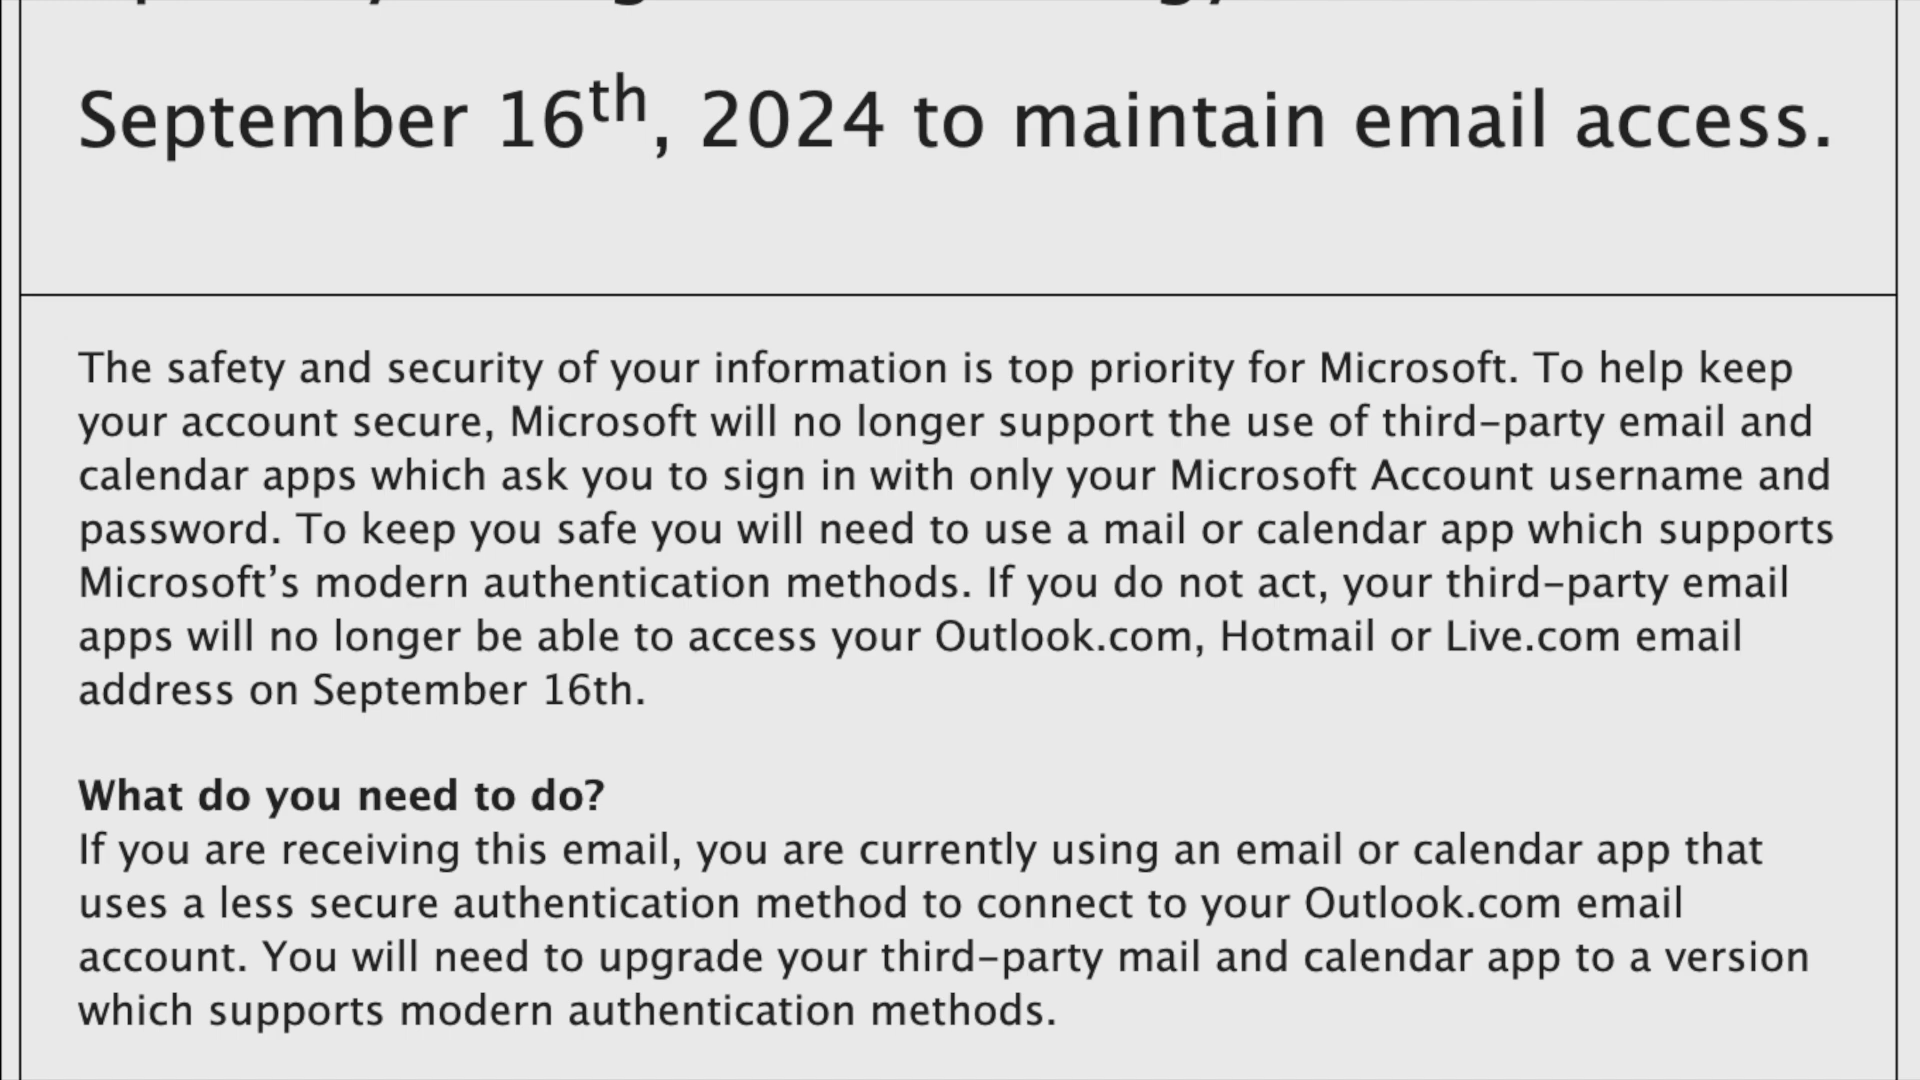 September 16th, 2024 to maintain email access.
The safety and security of your information is top priority for Microsoft. To help keep
your account secure, Microsoft will no longer support the use of third-party email and
calendar apps which ask you to sign in with only your Microsoft Account username and
password. To keep you safe you will need to use a mail or calendar app which supports
Microsoft’s modern authentication methods. If you do not act, your third-party email
apps will no longer be able to access your Outlook.com, Hotmail or Live.com email
address on September 16th.
What do you need to do?
If you are receiving this email, you are currently using an email or calendar app that
uses a less secure authentication method to connect to your Outlook.com email
account. You will need to upgrade your third-party mail and calendar app to a version
which supports modern authentication methods.